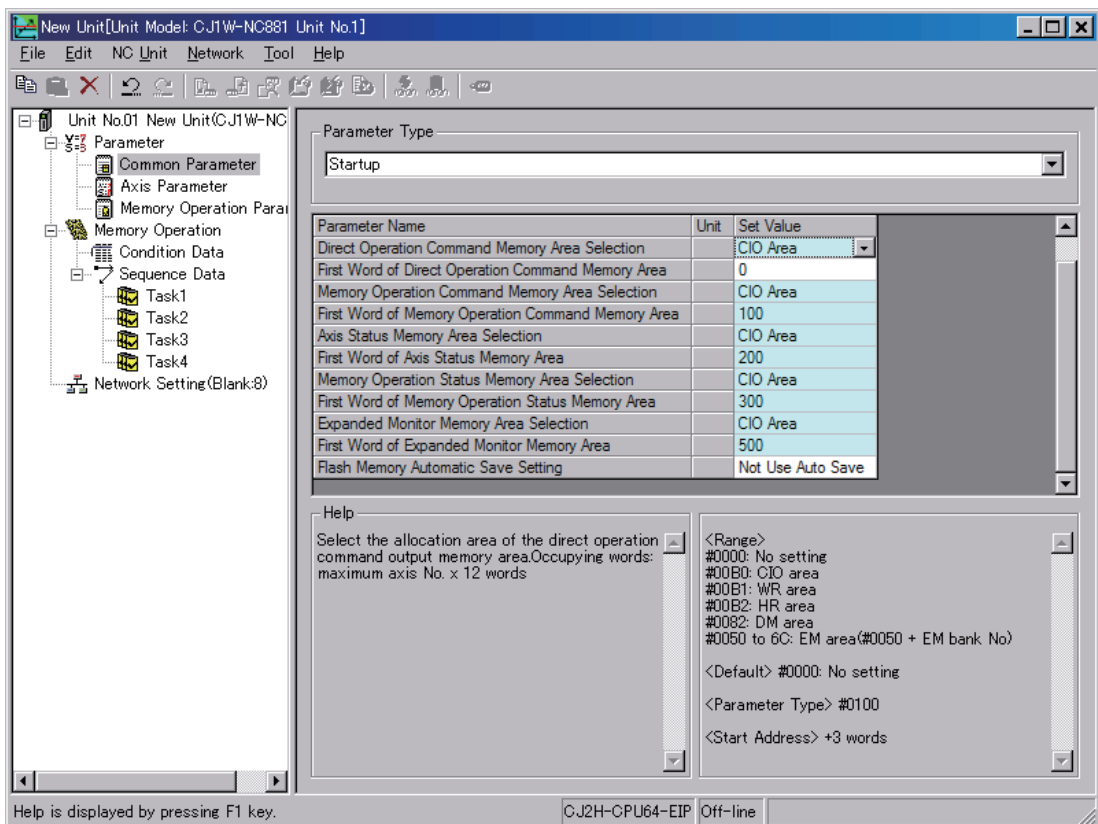 New Unit[Unit Model: CJ1W-NC881 Unit No.1]
File Edit NC Unit Network Tool Help
Unit No.01 New Unit(CJ1W-NC
Parameter
Common Parameter
Axis Parameter
Memory Operation Para
Memory Operation
Condition Data
Sequence Data
Task1
Task2
Task3
Task4
Network Setting(Blank:8)
Parameter Type
Startup
Parameter Name Unit Set Value
Direct Operation Command Memory Area Selection CIO Area
First Word of Direct Operation Command Memory Area 0
Memory Operation Command Memory Area Selection CIO Area
First Word of Memory Operation Command Memory Area 100
Axis Status Memory Area Selection CIO Area
First Word of Axis Status Memory Area 200
Memory Operation Status Memory Area Selection CIO Area
First Word of Memory Operation Status Memory Area 300
Expanded Monitor Memory Area Selection CIO Area
First Word of Expanded Monitor Memory Area 500
Flash Memory Automatic Save Setting Not Use Auto Save
Help
Select the allocation area of the direct operation
command output memory area.Occupying words:
maximum axis No. x 12 words
<Range>
#0000: No setting
#00B0: CIO area
#00B1: WR area
#00B2: HR area
#0082: DM area
#0050 to 6C: EM area(#0050 + EM bank No)
<Default> #0000: No setting
<Parameter Type> #0100
<Start Address> +3 words
Help is displayed by pressing F1 key.
CJ2H-CPU64-EIP Off-line